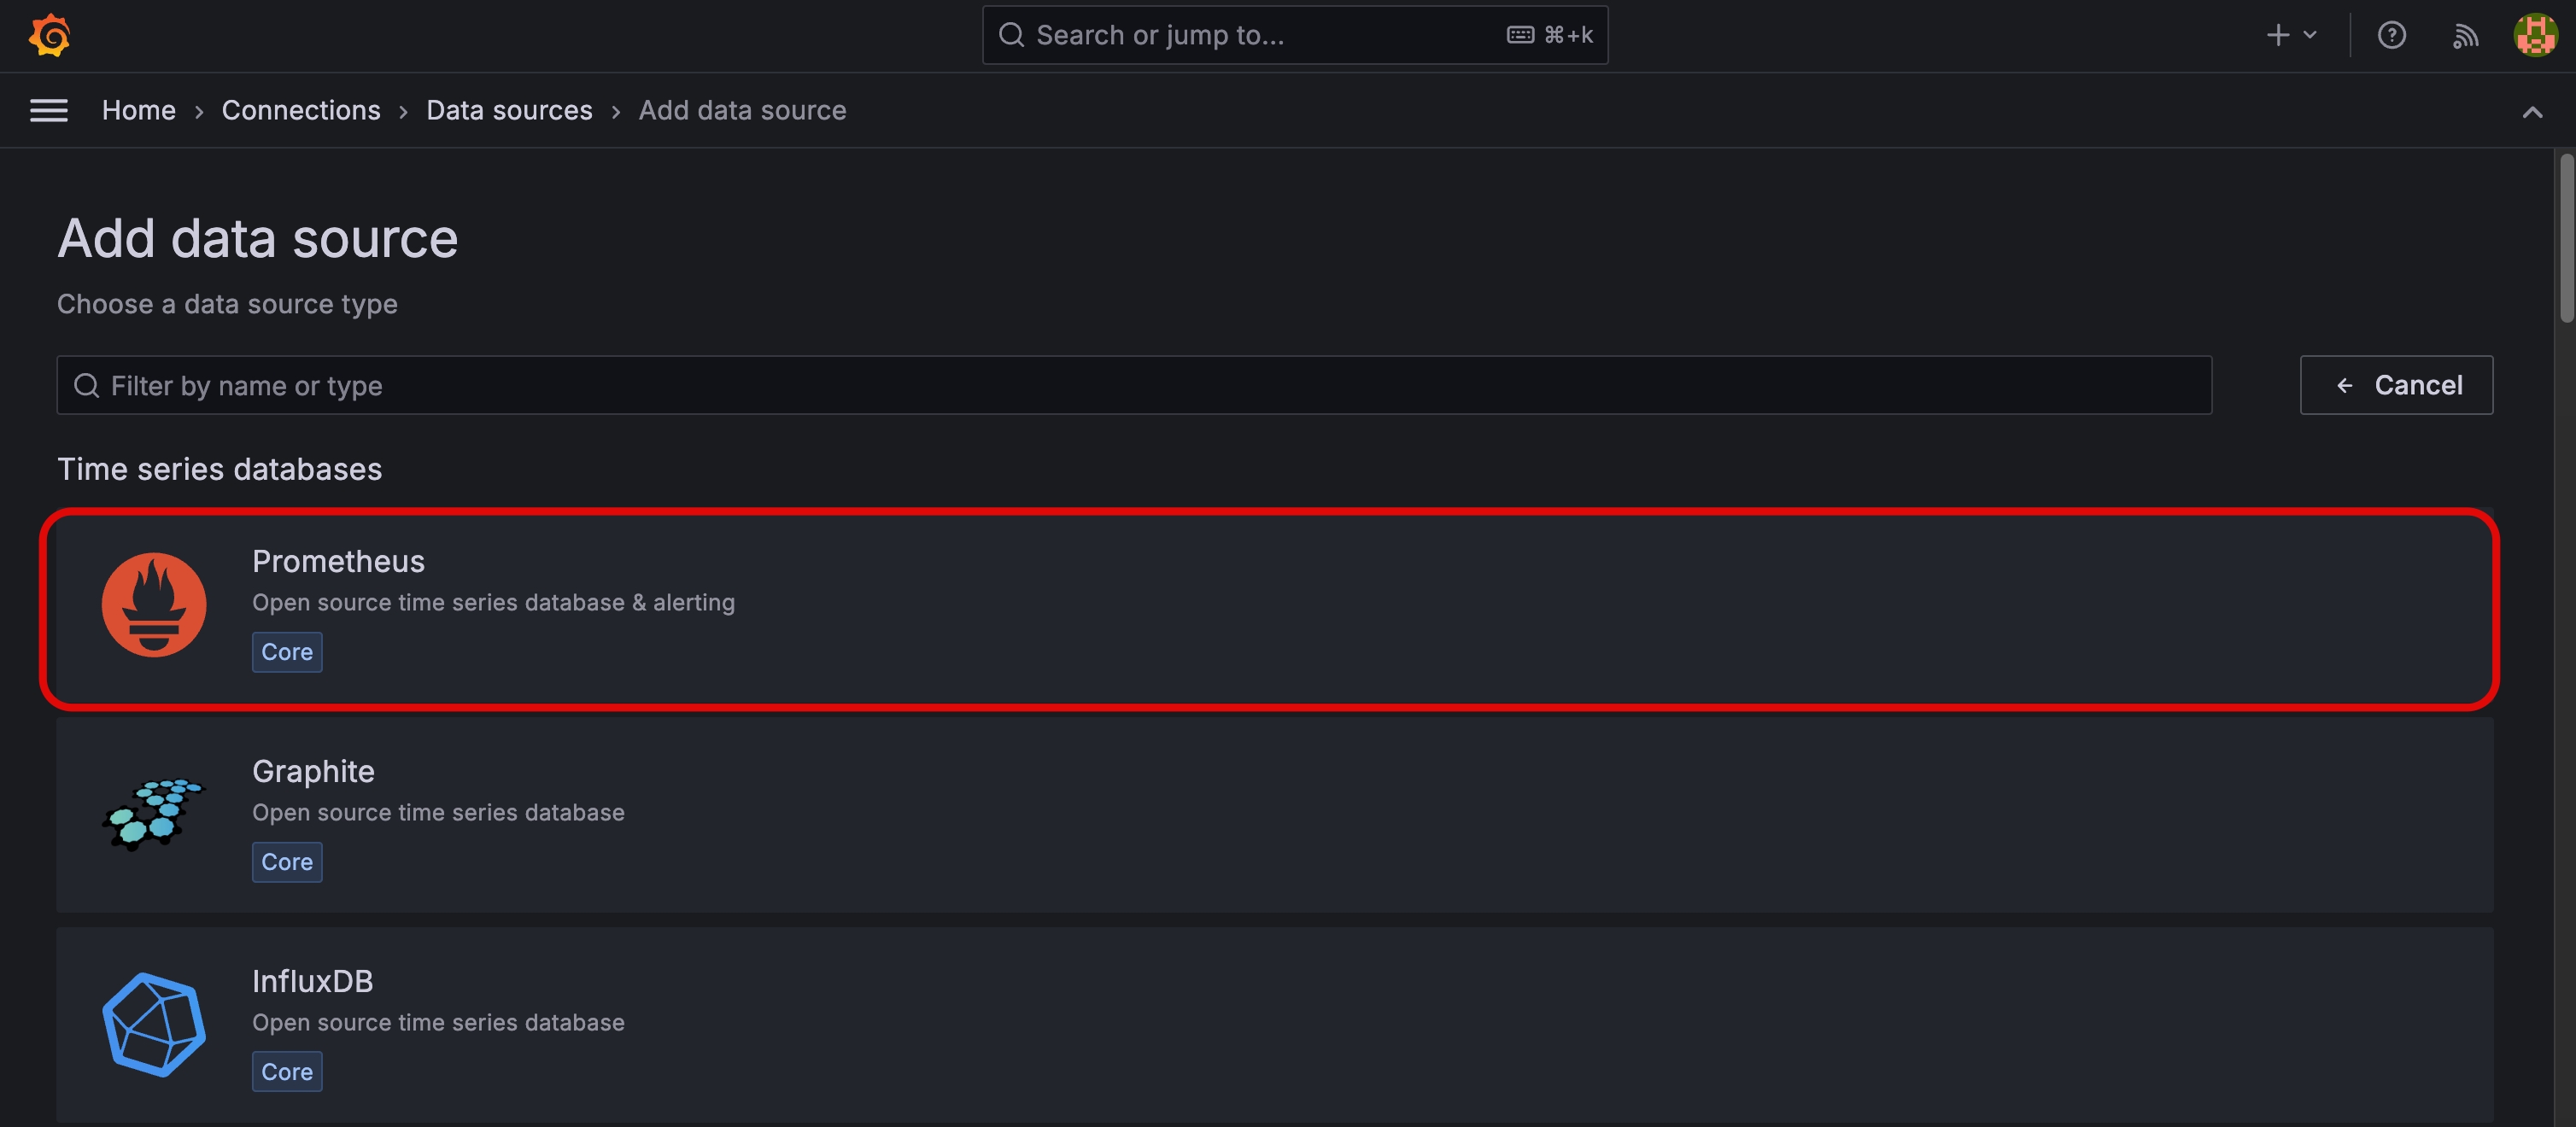 Search or jump to...
⌘+k
Home › Connections › Data sources › Add data source
Add data source
Choose a data source type
Filter by name or type
Cancel
Time series databases
Prometheus
Open source time series database & alerting
Core
Graphite
Open source time series database
Core
InfluxDB
Open source time series database
Core